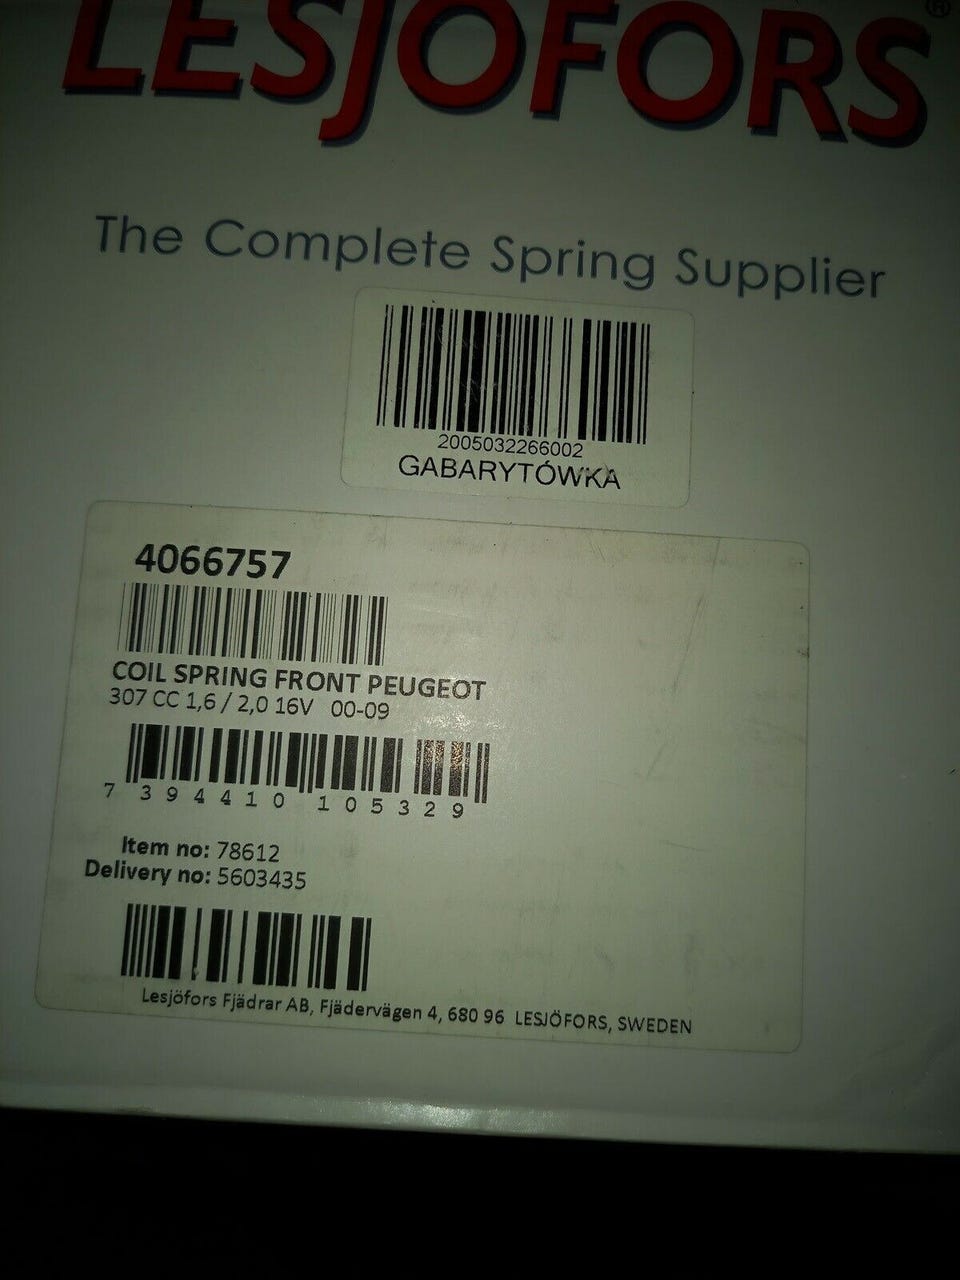 LESJÖFORS®
The Complete Spring Supplier
2005032266002
GABARYTÓWKA
4066757
COIL SPRING FRONT PEUGEOT
307 CC 1,6 / 2,0 16V 00-09
7 394410 105329
Item no: 78612
Delivery no: 5603435
Lesjöfors Fjädrar AB, Fjädervägen 4, 680 96 LESJÖFORS, SWEDEN